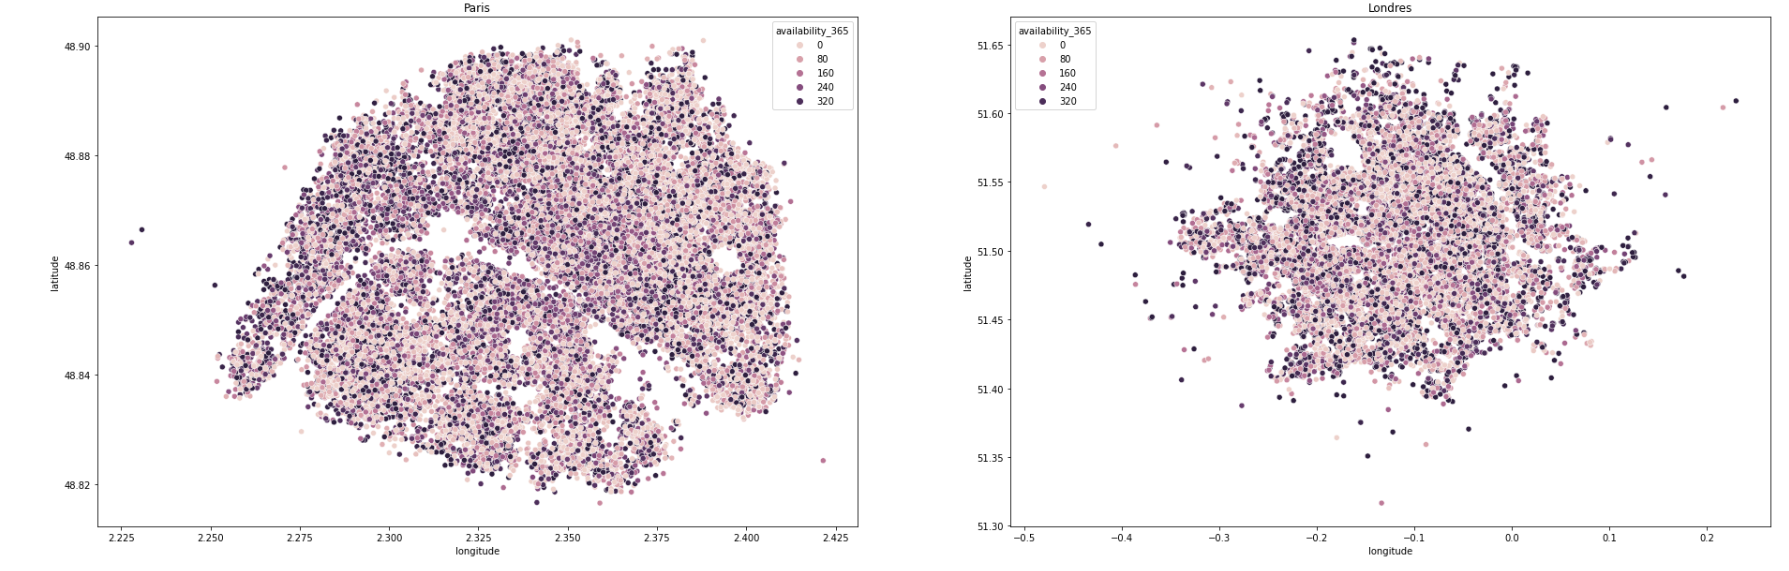 Paris
availability_365
0
80
160
240
320
48.90
48.88
48.86
48.84
48.82
latitude
2.225 2.250 2.275 2.300 2.325 2.350 2.375 2.400 2.425
longitude
Londres
availability_365
0
80
160
240
320
51.65
51.60
51.55
51.50
51.45
51.40
51.35
51.30
latitude
−0.5 −0.4 −0.3 −0.2 −0.1 0.0 0.1 0.2
longitude